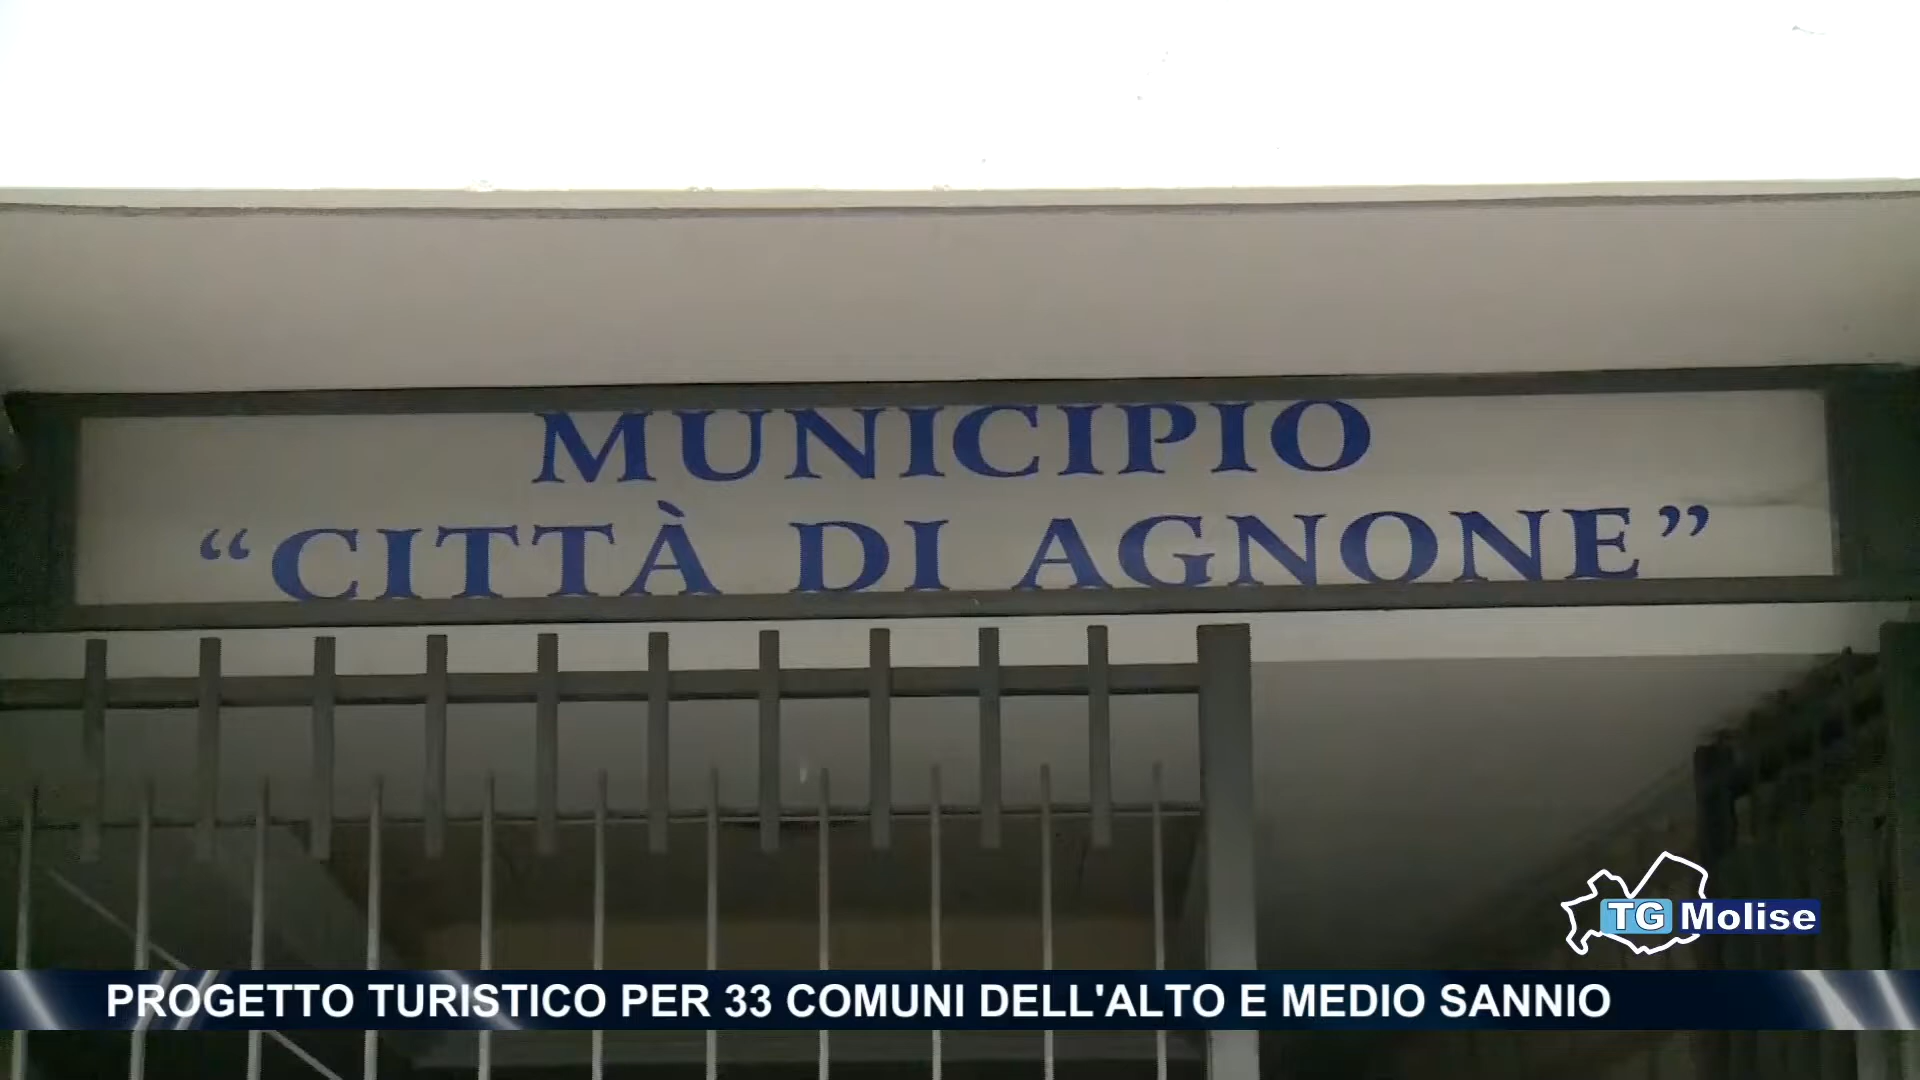 MUNICIPIO
“CITTÀ DI AGNONE”
TG Molise
PROGETTO TURISTICO PER 33 COMUNI DELL'ALTO E MEDIO SANNIO